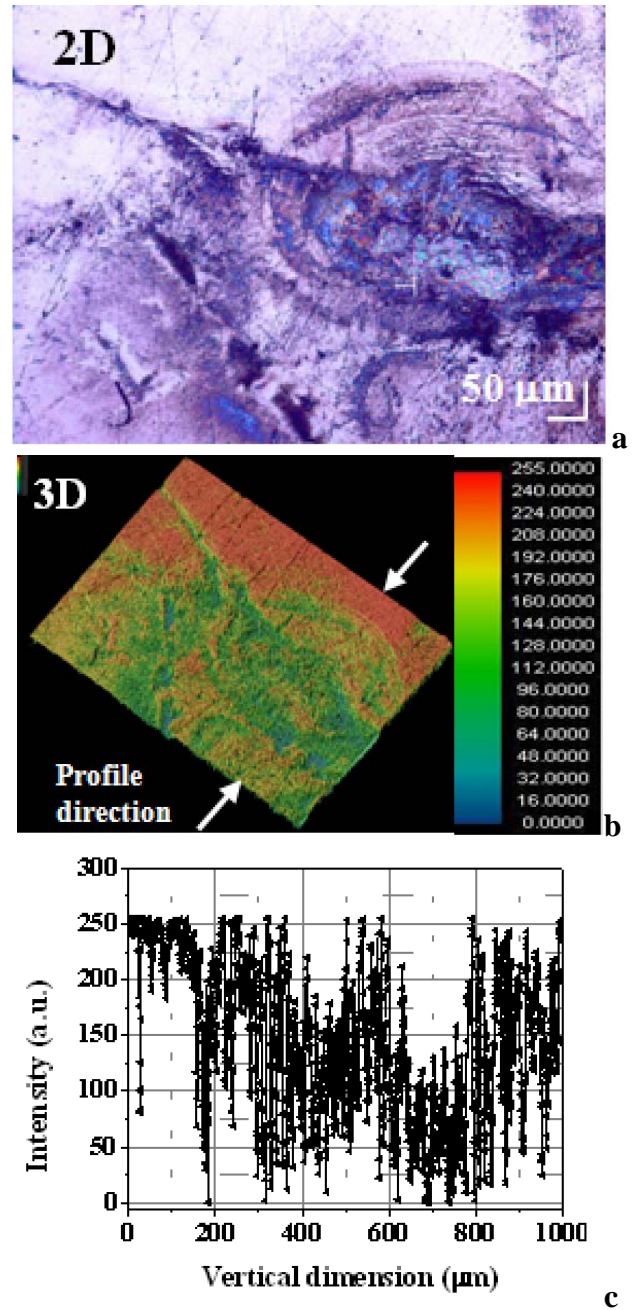 2D
50 µm
a
3D
Profile
direction
255.0000
240.0000
224.0000
208.0000
192.0000
176.0000
160.0000
144.0000
128.0000
112.0000
96.0000
80.0000
64.0000
48.0000
32.0000
16.0000
0.0000
b
300
250
200
150
100
50
0
Intensity (a.u.)
0 200 400 600 800 1000
Vertical dimension (µm)
c